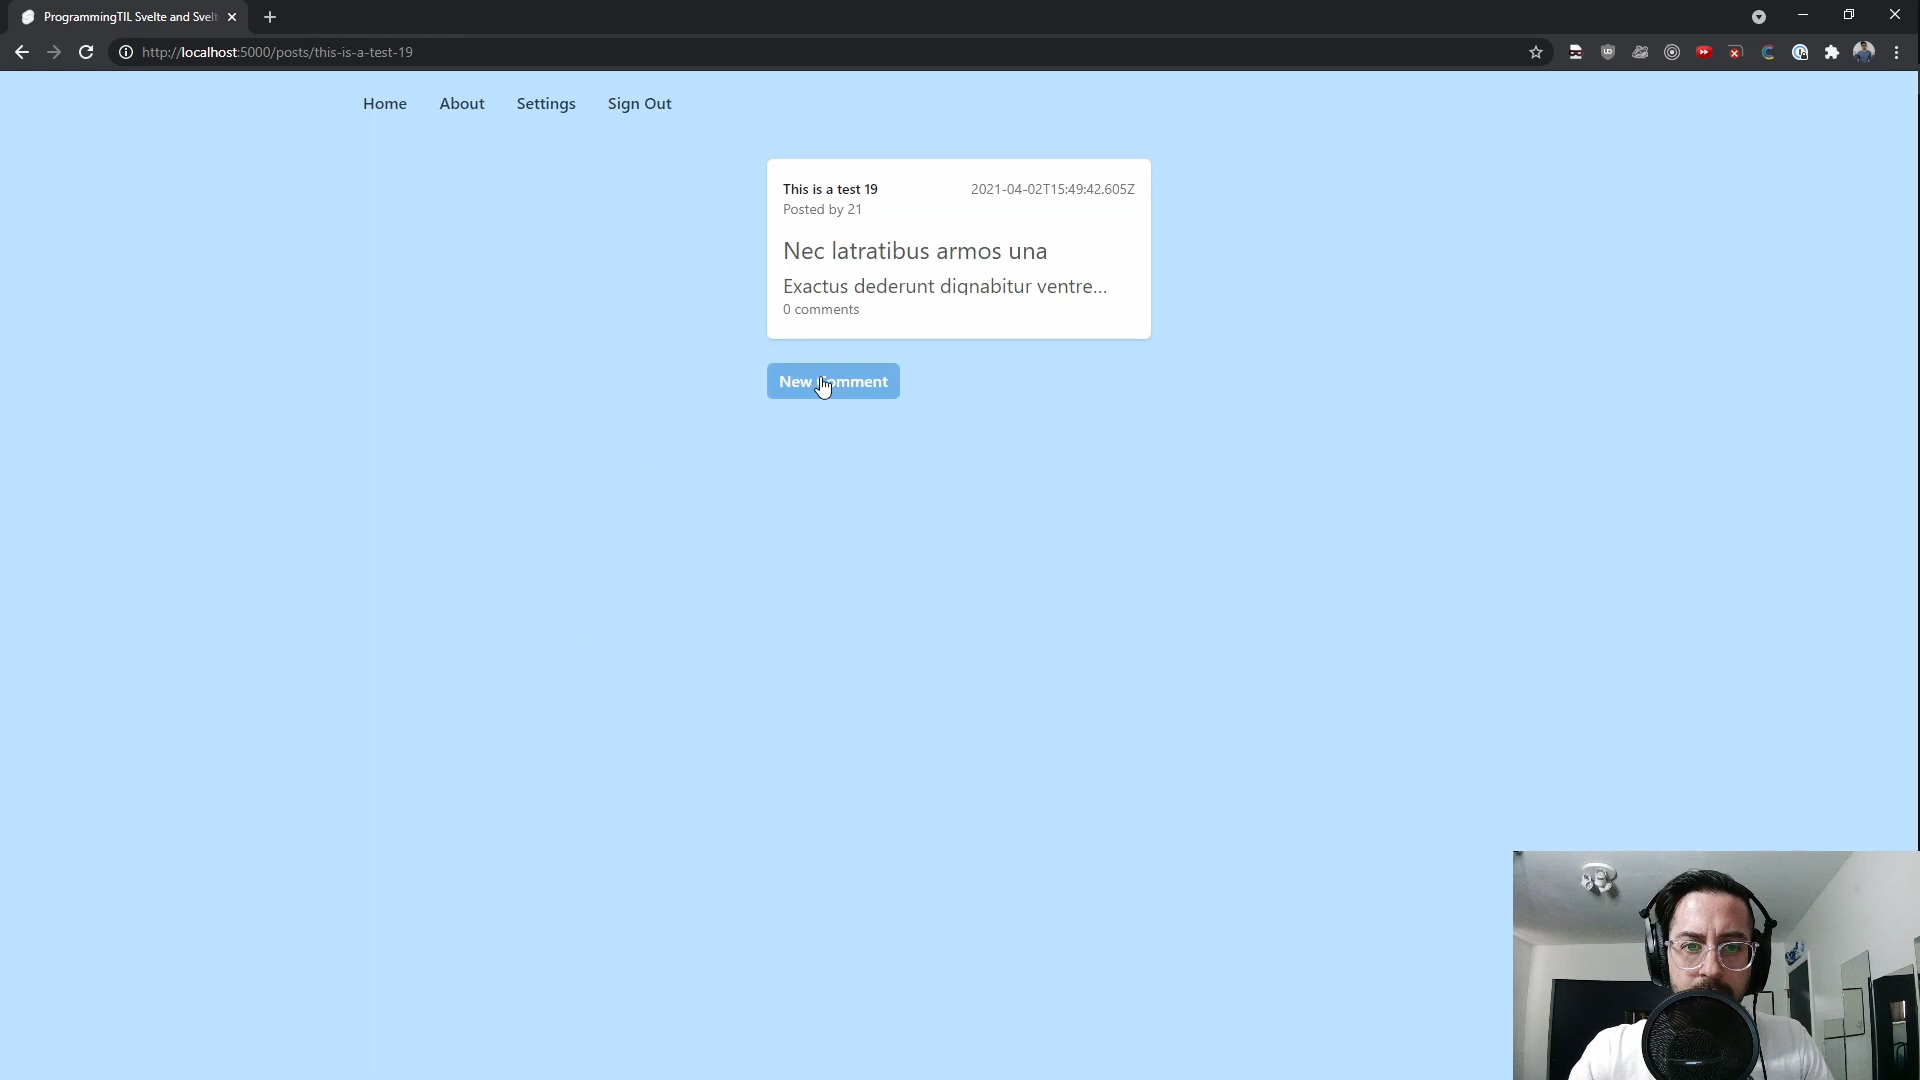 ProgrammingTIL Svelte and Svelt
http://localhost:5000/posts/this-is-a-test-19
Home About Settings Sign Out
This is a test 19 2021-04-02T15:49:42.605Z
Posted by 21
Nec latratibus armos una
Exactus dederunt dignabitur ventre...
0 comments
New Comment